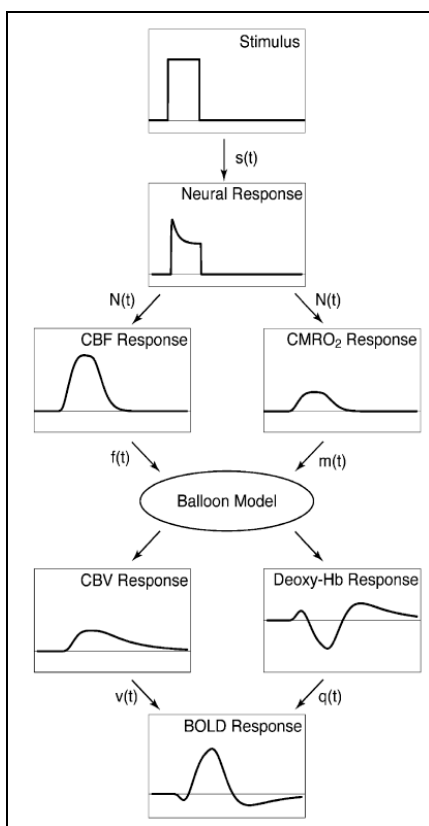 Stimulus
s(t)
Neural Response
N(t) N(t)
CBF Response CMRO₂ Response
f(t) m(t)
Balloon Model
CBV Response Deoxy-Hb Response
v(t) q(t)
BOLD Response